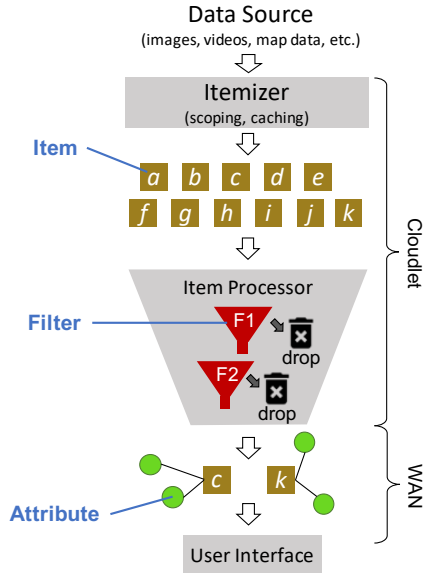 Data Source
(images, videos, map data, etc.)
Itemizer
(scoping, caching)
Item
a b c d e
f g h i j k
Cloudlet
Item Processor
Filter
F1
drop
F2
drop
WAN
c k
Attribute
User Interface